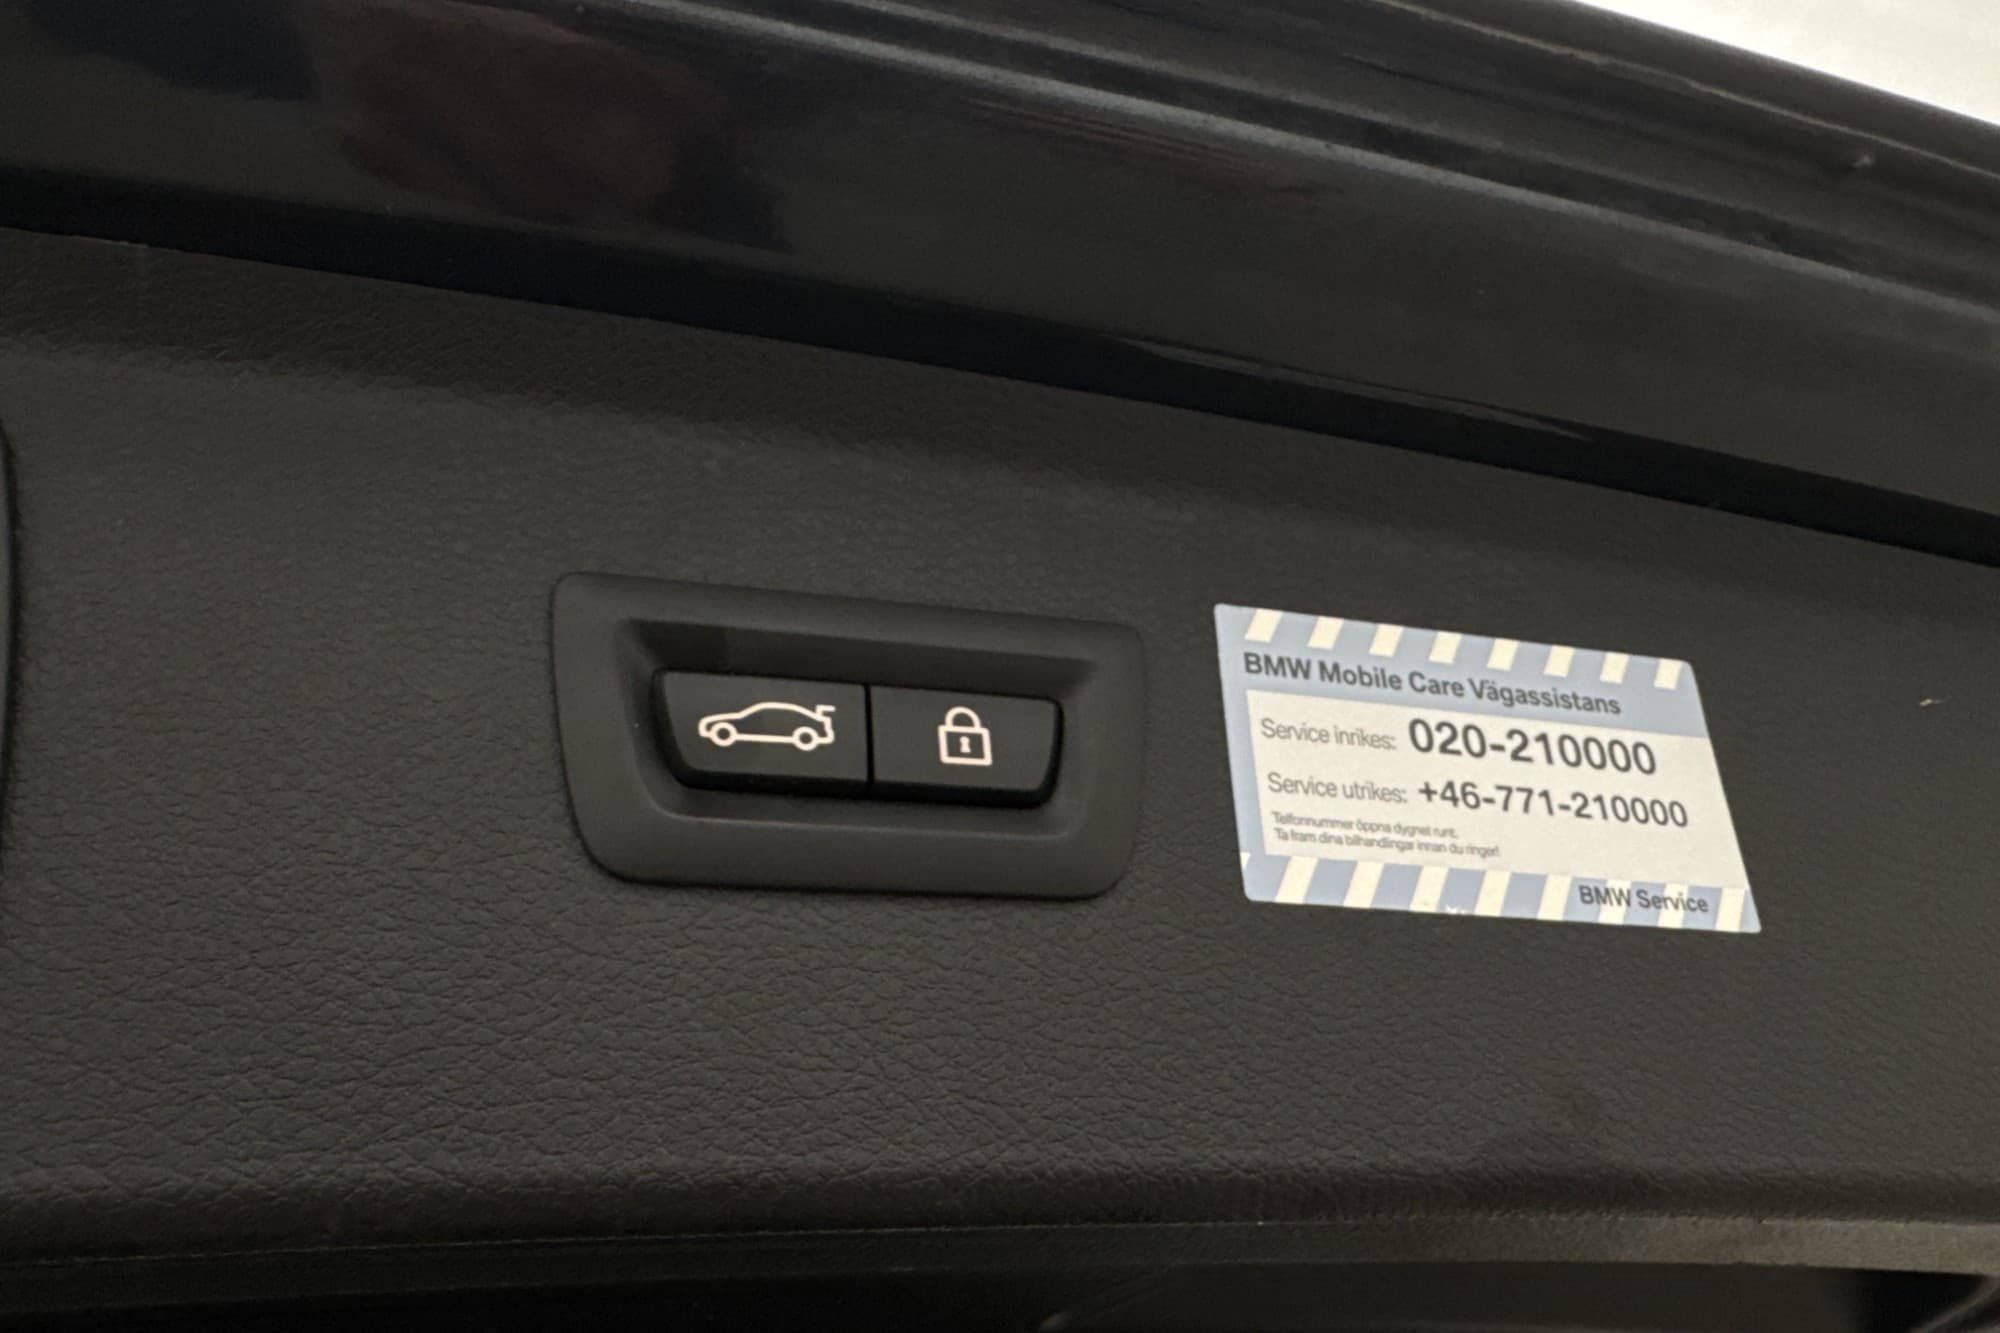 BMW Mobile Care Vägassistans
Service inrikes: 020-210000
Service utrikes: +46-771-210000
Telfonnummer öppna dygnet runt.
Ta fram dina bilhandlingar innan du ringer!
BMW Service